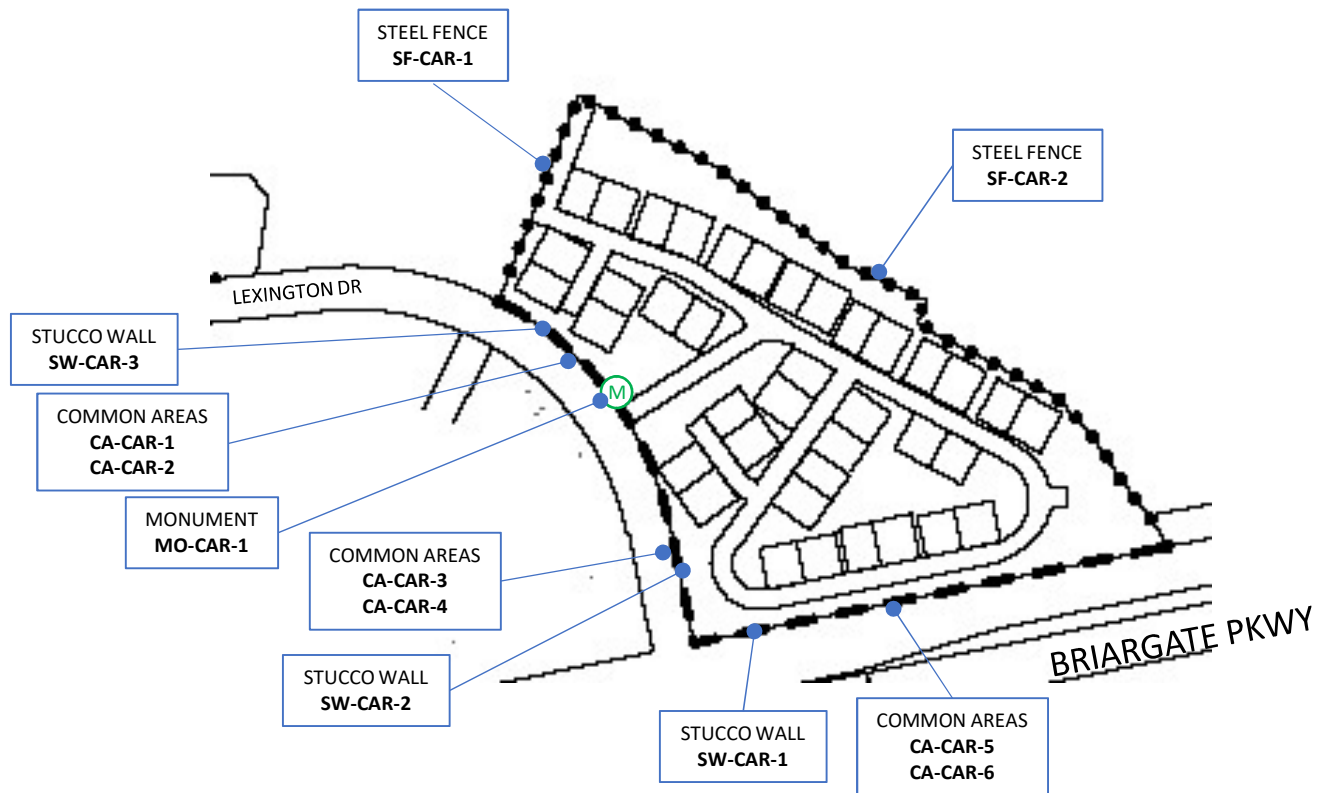 STEEL FENCE
SF-CAR-1
STEEL FENCE
SF-CAR-2
LEXINGTON DR
STUCCO WALL
SW-CAR-3
COMMON AREAS
CA-CAR-1
CA-CAR-2
M
MONUMENT
MO-CAR-1
COMMON AREAS
CA-CAR-3
CA-CAR-4
STUCCO WALL
SW-CAR-2
STUCCO WALL
SW-CAR-1
COMMON AREAS
CA-CAR-5
CA-CAR-6
BRIARGATE PKWY